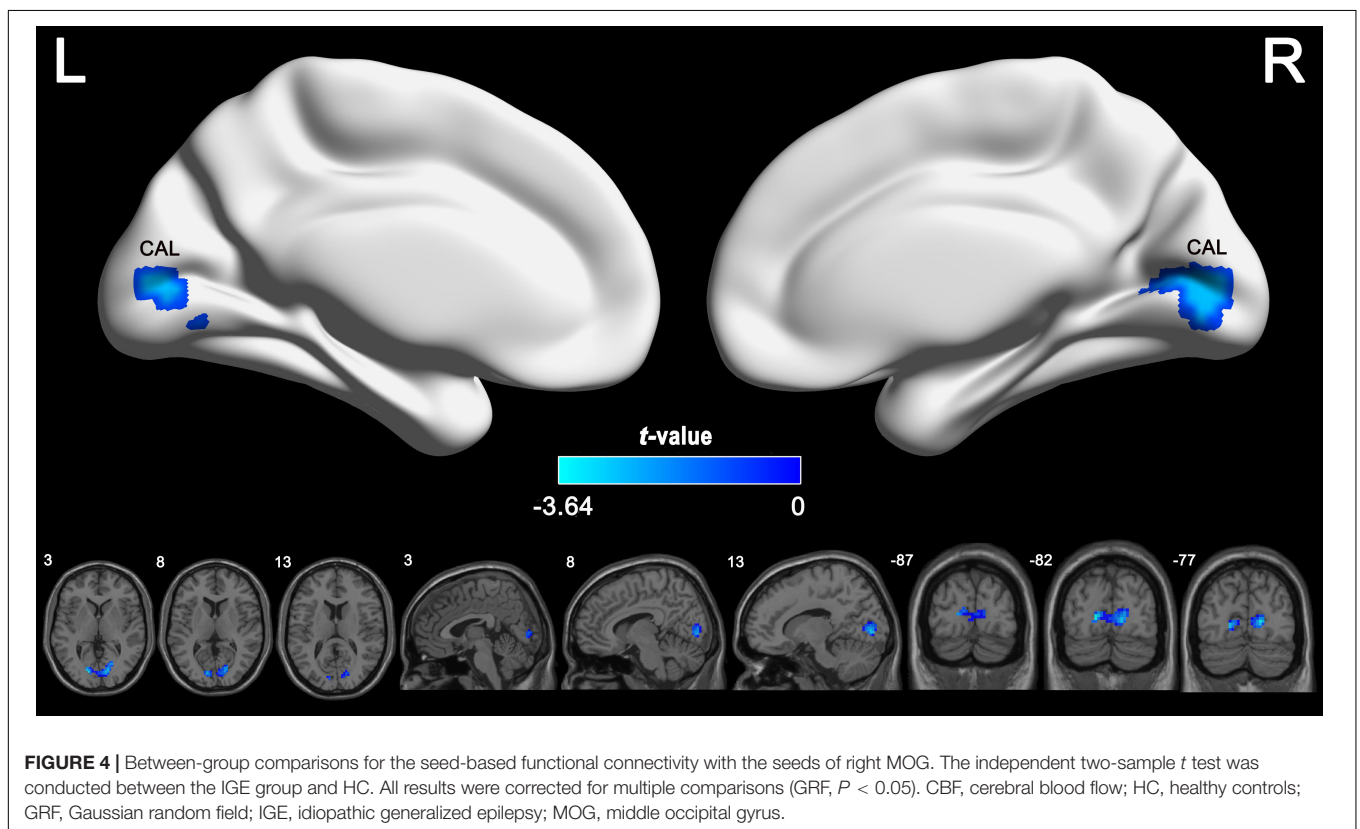 L R
CAL CAL
t-value
-3.64 0
3 8 13 3 8 13 -87 -82 -77
FIGURE 4 | Between-group comparisons for the seed-based functional connectivity with the seeds of right MOG. The independent two-sample t test was
conducted between the IGE group and HC. All results were corrected for multiple comparisons (GRF, P < 0.05). CBF, cerebral blood flow; HC, healthy controls;
GRF, Gaussian random field; IGE, idiopathic generalized epilepsy; MOG, middle occipital gyrus.